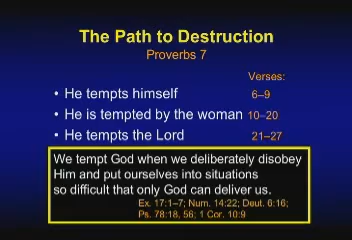 The Path to Destruction
Proverbs 7
Verses:
• He tempts himself 6–9
• He is tempted by the woman 10–20
• He tempts the Lord 21–27
We tempt God when we deliberately disobey
Him and put ourselves into situations
so difficult that only God can deliver us.
Ex. 17:1–7; Num. 14:22; Deut. 6:16;
Ps. 78:18, 56; 1 Cor. 10:9